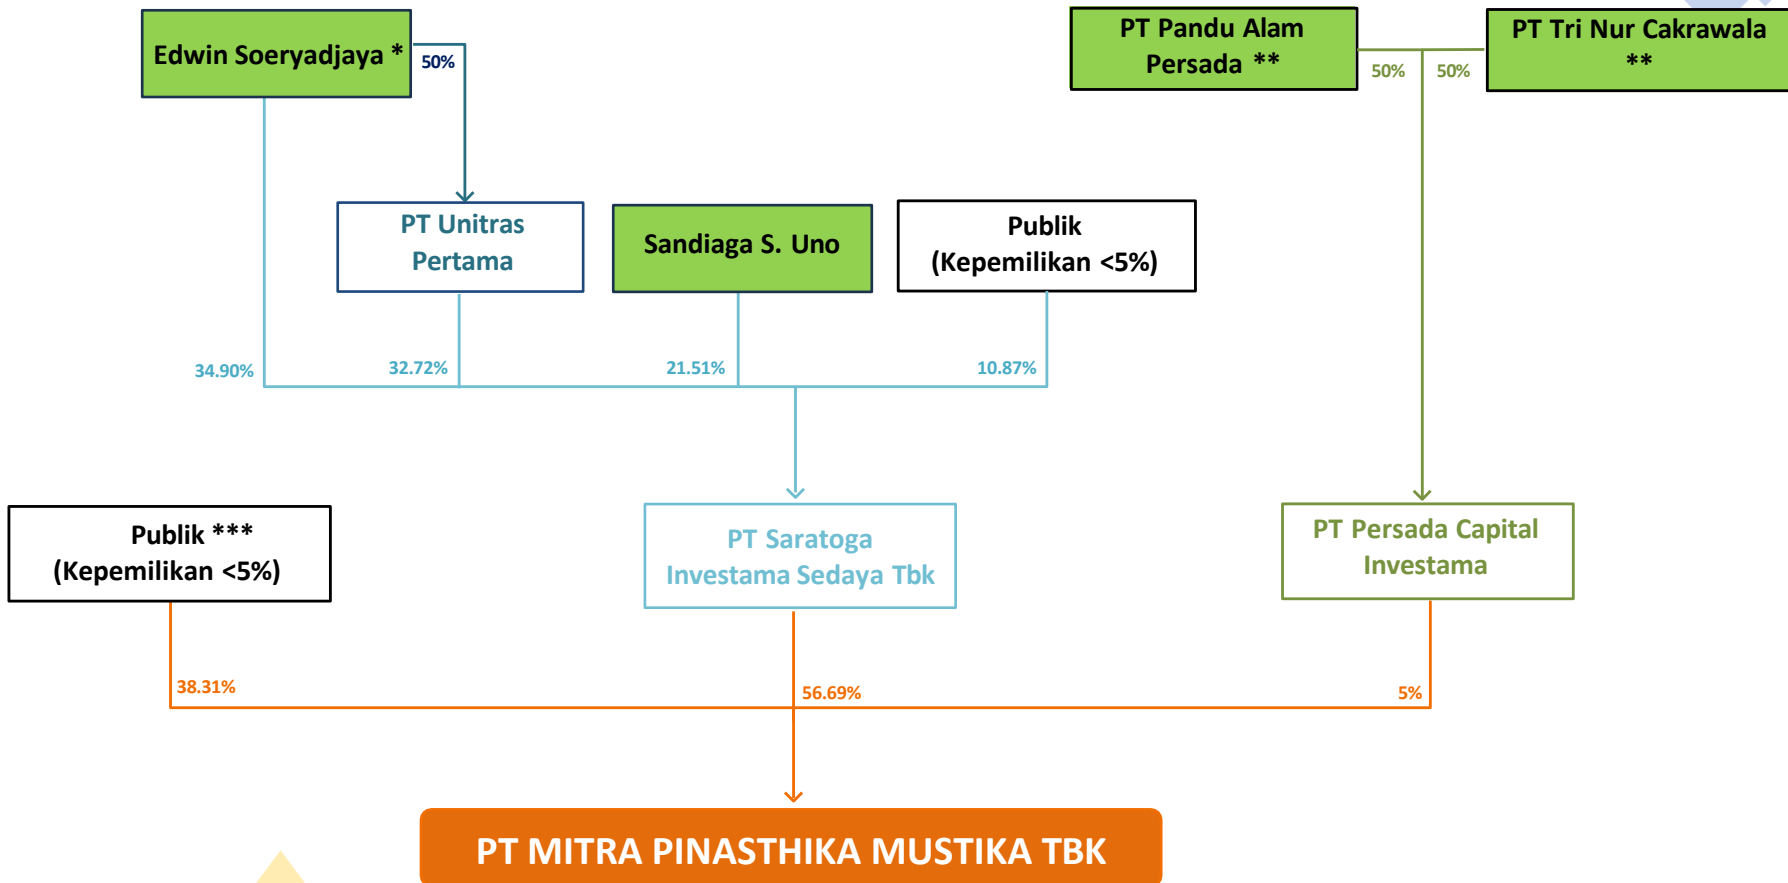 Edwin Soeryadjaya *
50%
PT Pandu Alam
Persada **
50%
50%
PT Tri Nur Cakrawala
**
PT Unitras
Pertama
Sandiaga S. Uno
Publik
(Kepemilikan <5%)
34.90%
32.72%
21.51%
10.87%
Publik ***
(Kepemilikan <5%)
PT Saratoga
Investama Sedaya Tbk
PT Persada Capital
Investama
38.31%
56.69%
5%
PT MITRA PINASTHIKA MUSTIKA TBK